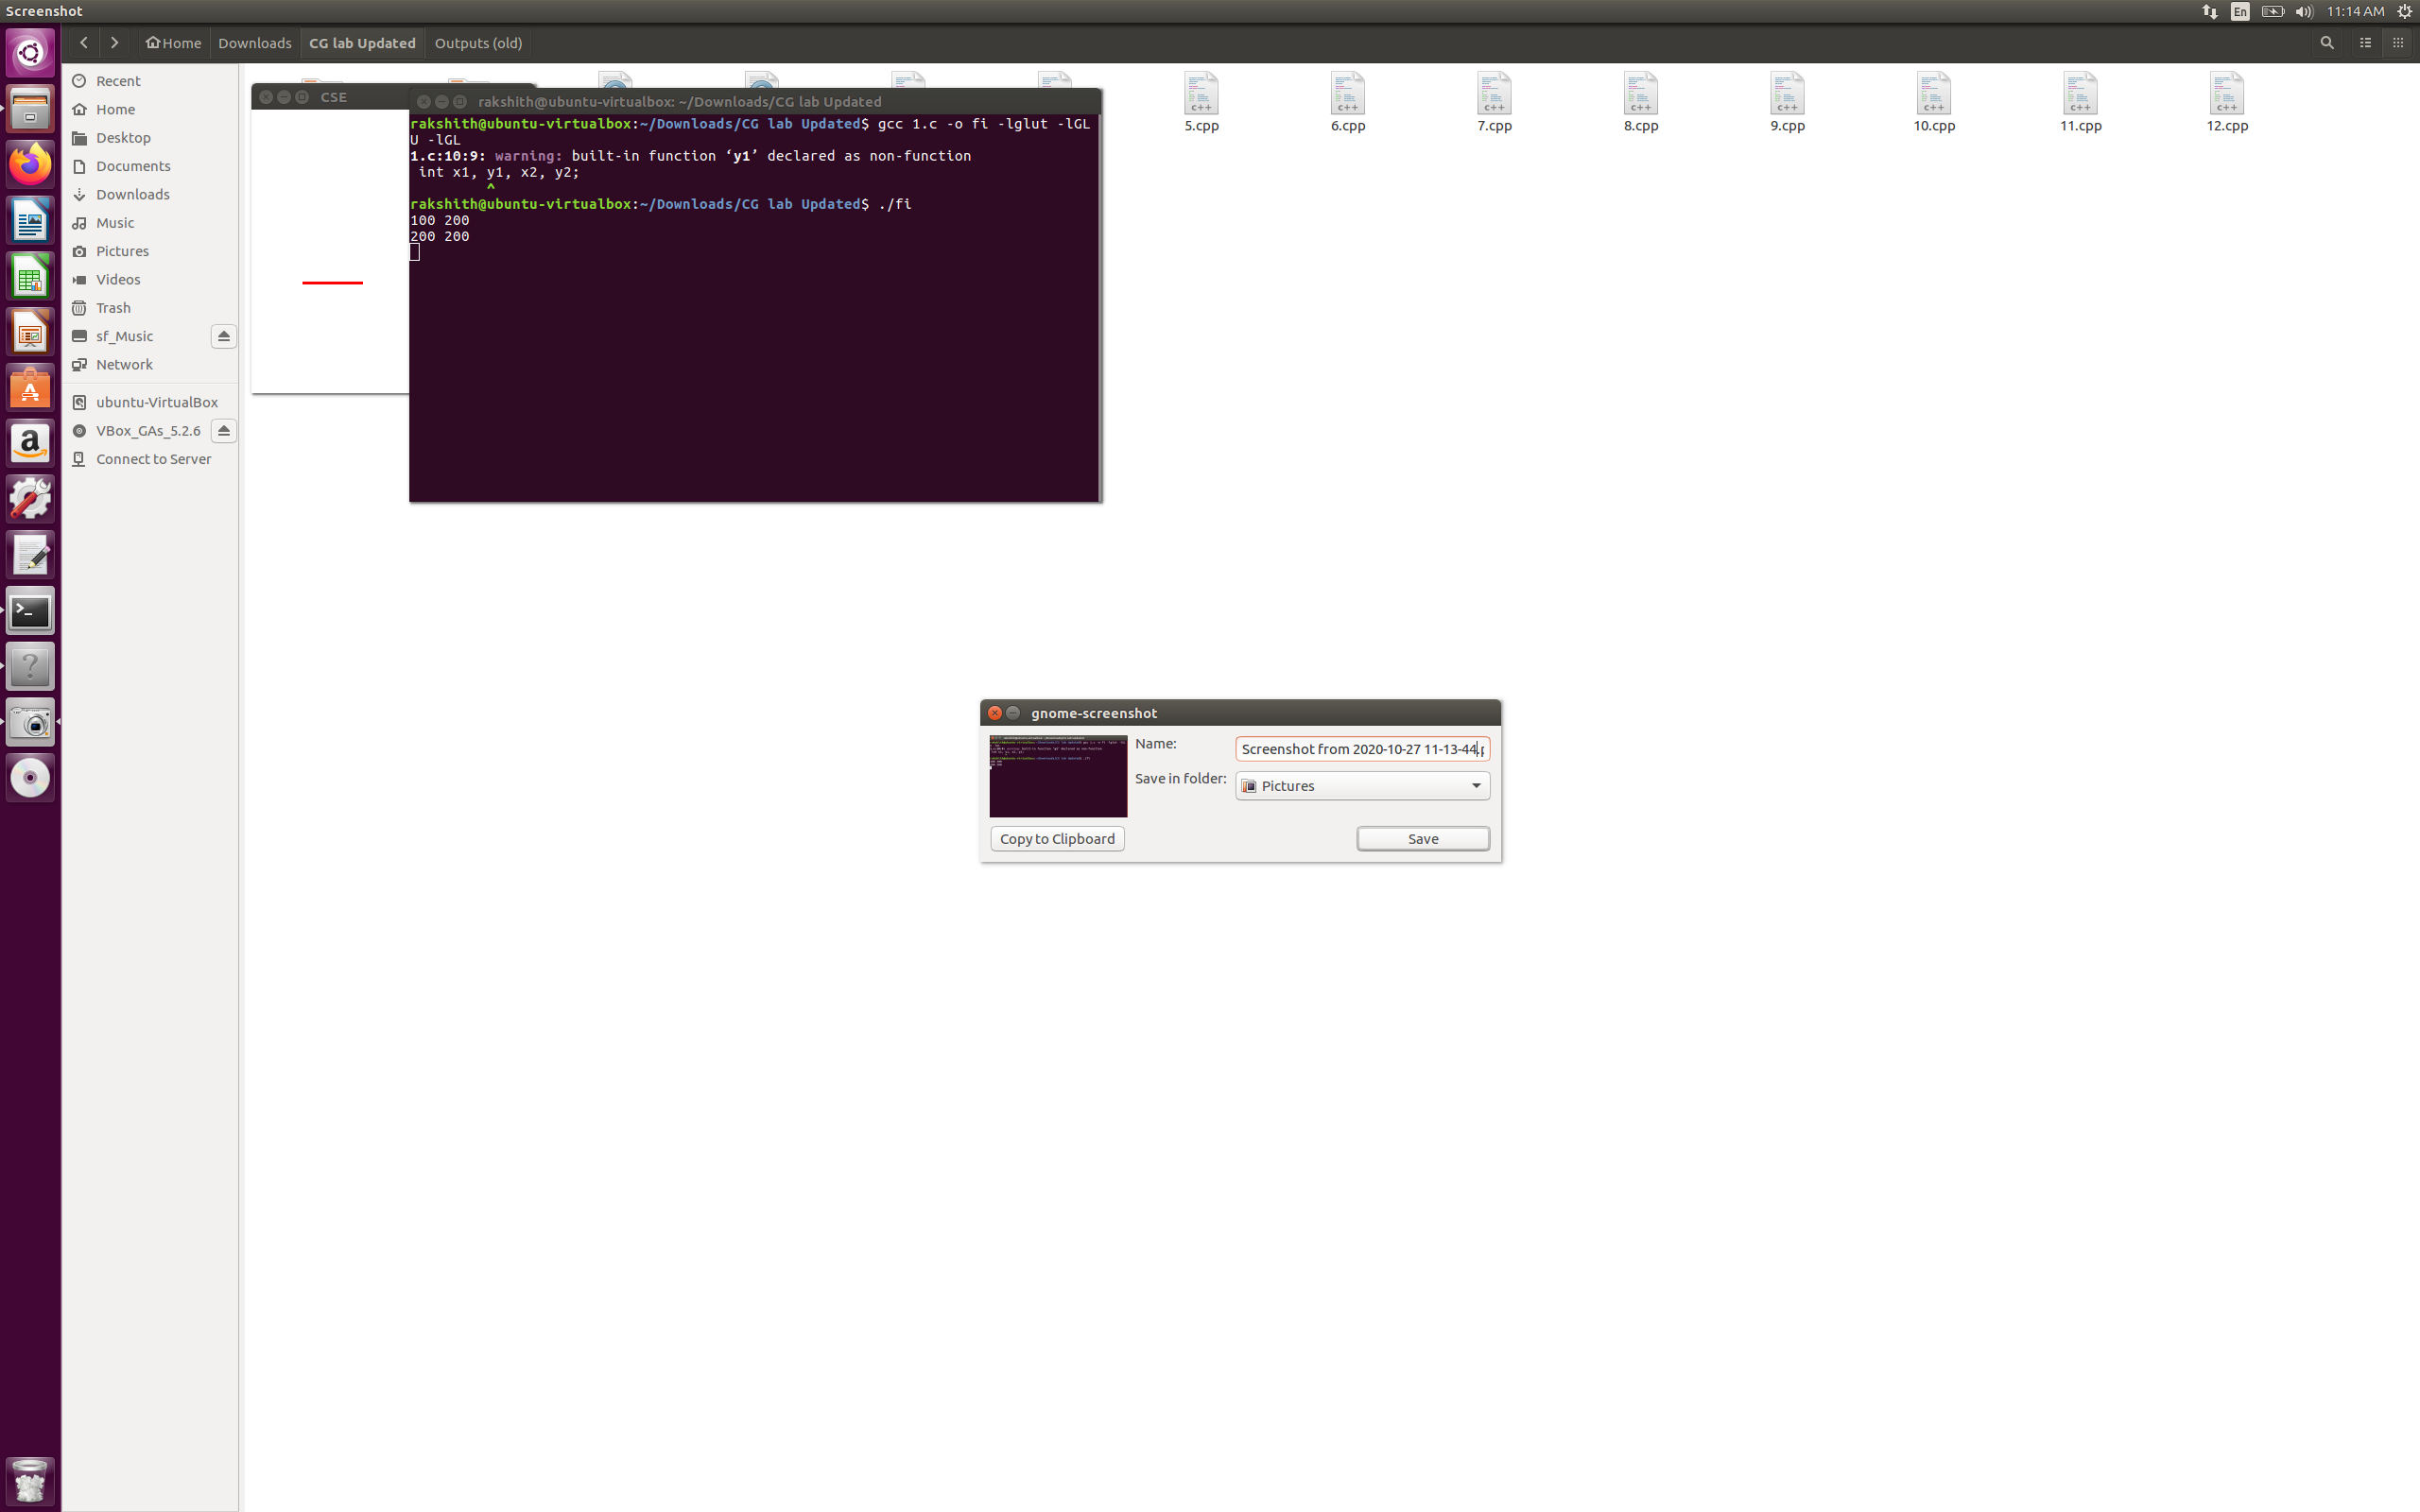 Screenshot
En
11:14 AM
Home
Downloads
CG lab Updated
Outputs (old)
Recent
Home
Desktop
Documents
Downloads
Music
Pictures
Videos
Trash
sf_Music
Network
ubuntu-VirtualBox
VBox_GAs_5.2.6
Connect to Server
CSE
rakshith@ubuntu-virtualbox: ~/Downloads/CG lab Updated
rakshith@ubuntu-virtualbox:~/Downloads/CG lab Updated$ gcc 1.c -o fi -lglut -lGL
U -lGL
1.c:10:9: warning: built-in function ‘y1’ declared as non-function
int x1, y1, x2, y2;
^
rakshith@ubuntu-virtualbox:~/Downloads/CG lab Updated$ ./fi
100 200
200 200
5.cpp
6.cpp
7.cpp
8.cpp
9.cpp
10.cpp
11.cpp
12.cpp
gnome-screenshot
Name:
Screenshot from 2020-10-27 11-13-44.p
Save in folder:
Pictures
Copy to Clipboard
Save